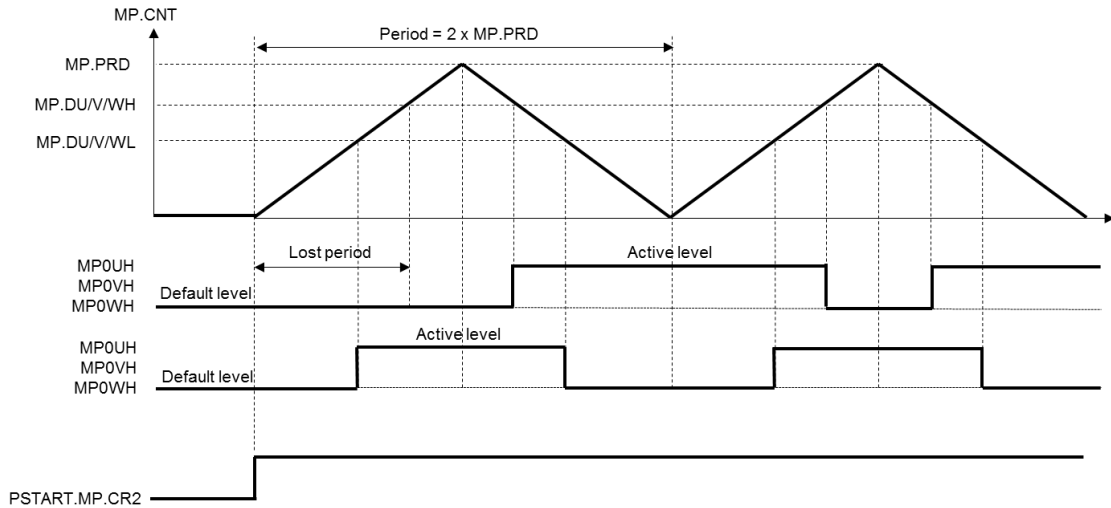 MP.CNT
Period = 2 x MP.PRD
MP.PRD
MP.DU/V/WH
MP.DU/V/WL
Lost period
Active level
MP0UH
MP0VH
MP0WH
Default level
Active level
MP0UH
MP0VH
MP0WH
Default level
PSTART.MP.CR2